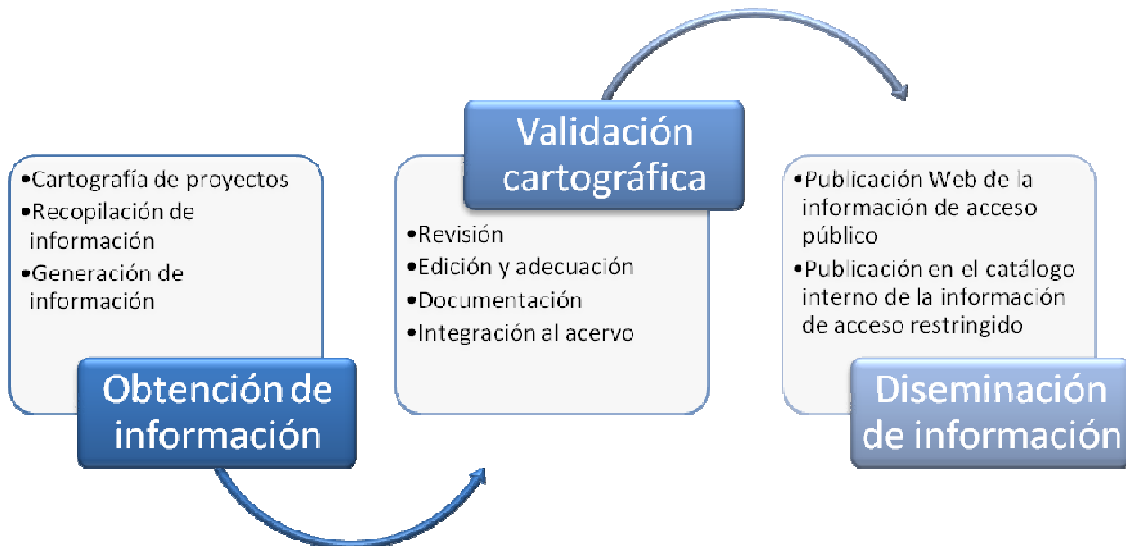 •Cartografía de proyectos
•Recopilación de
información
•Generación de
información
Obtención de
información
Validación
cartográfica
•Revisión
•Edición y adecuación
•Documentación
•Integración al acervo
•Publicación Web de la
información de acceso
público
•Publicación en el catálogo
interno de la información
de acceso restringido
Diseminación
de información